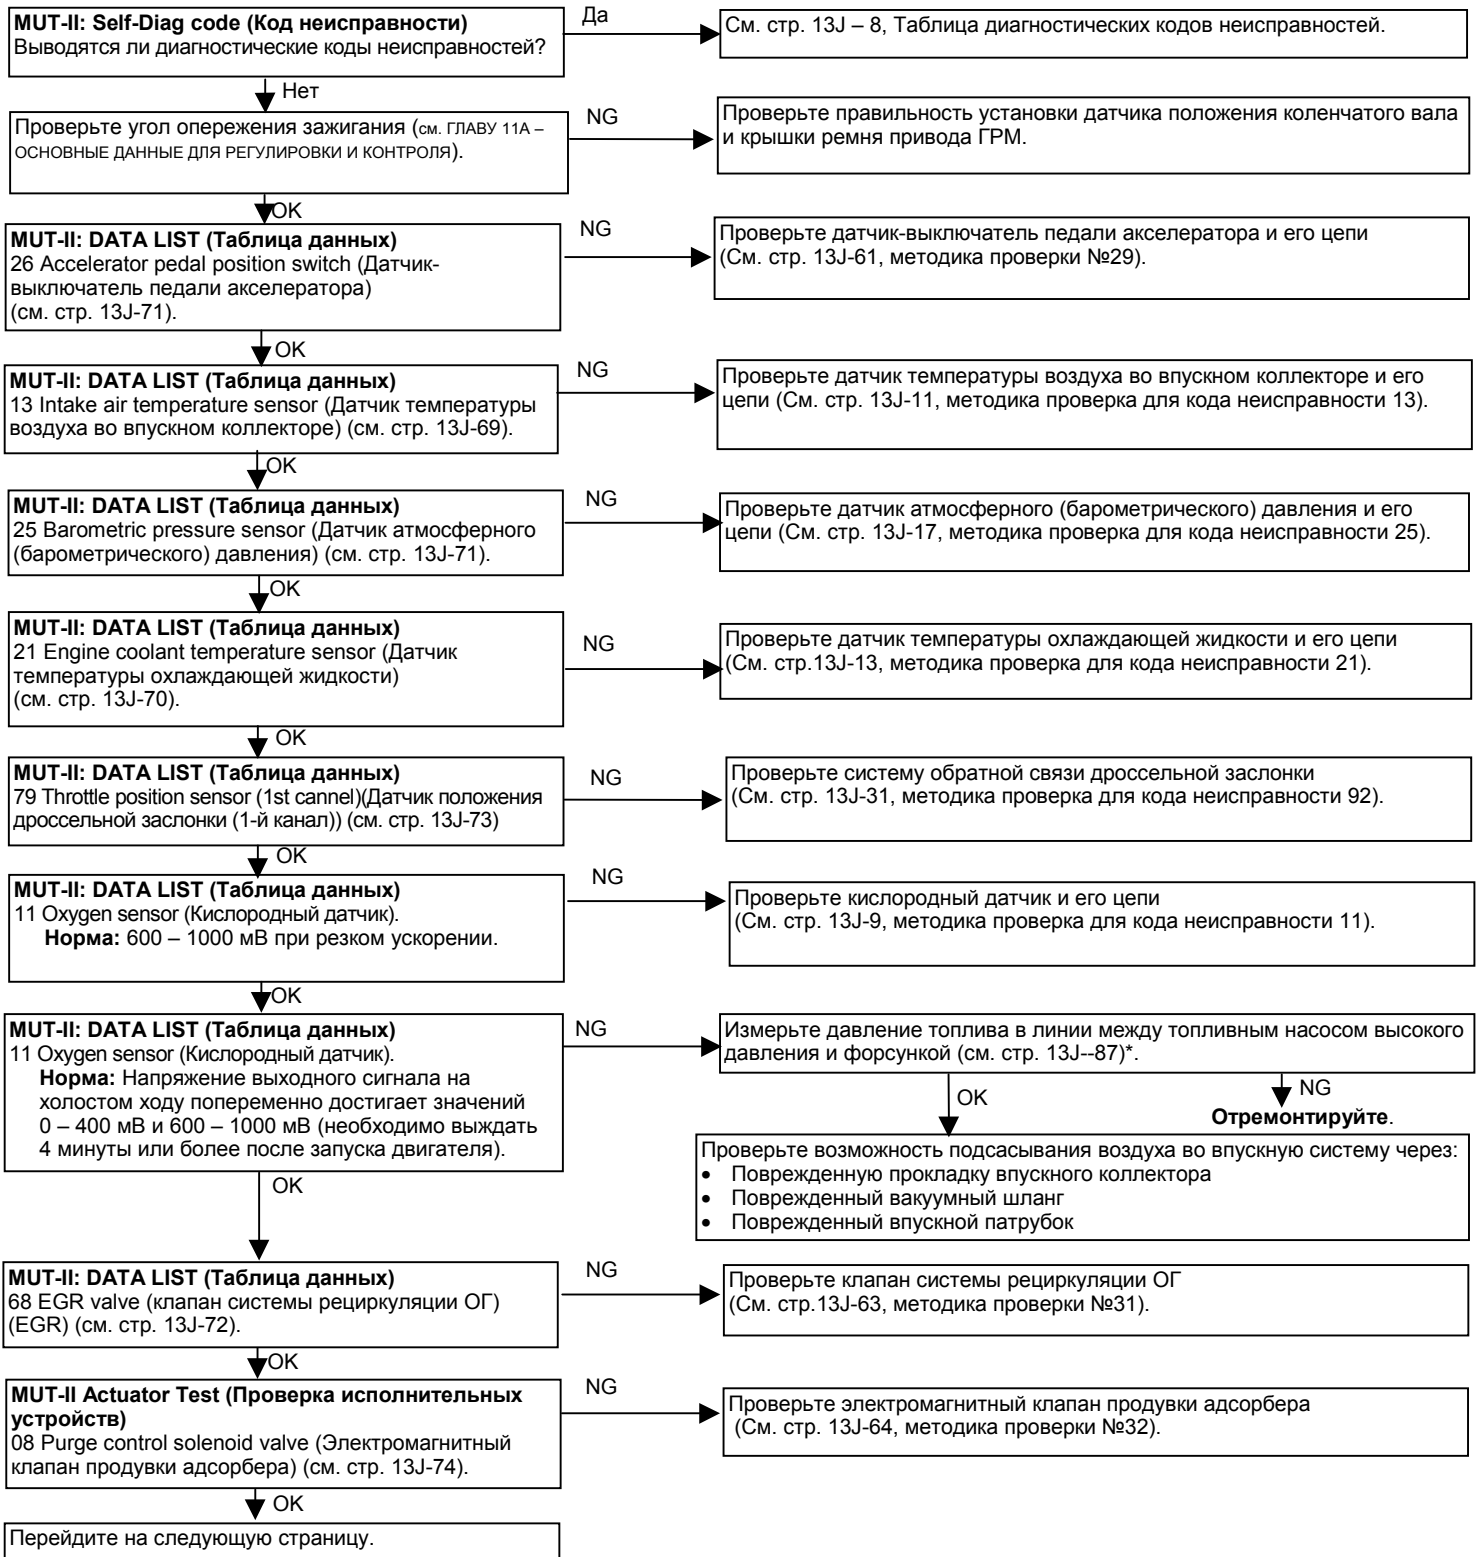 MUT-II: Self-Diag code (Код неисправности)
Выводятся ли диагностические коды неисправностей?
Да
См. стр. 13J – 8, Таблица диагностических кодов неисправностей.
Нет
Проверьте угол опережения зажигания (см. ГЛАВУ 11А –
ОСНОВНЫЕ ДАННЫЕ ДЛЯ РЕГУЛИРОВКИ И КОНТРОЛЯ).
NG
Проверьте правильность установки датчика положения коленчатого вала
и крышки ремня привода ГРМ.
OK
MUT-II: DATA LIST (Таблица данных)
26 Accelerator pedal position switch (Датчик-
выключатель педали акселератора)
(см. стр. 13J-71).
NG
Проверьте датчик-выключатель педали акселератора и его цепи
(См. стр. 13J-61, методика проверки №29).
OK
MUT-II: DATA LIST (Таблица данных)
13 Intake air temperature sensor (Датчик температуры
воздуха во впускном коллекторе) (см. стр. 13J-69).
NG
Проверьте датчик температуры воздуха во впускном коллекторе и его
цепи (См. стр. 13J-11, методика проверка для кода неисправности 13).
OK
MUT-II: DATA LIST (Таблица данных)
25 Barometric pressure sensor (Датчик атмосферного
(барометрического) давления) (см. стр. 13J-71).
NG
Проверьте датчик атмосферного (барометрического) давления и его
цепи (См. стр. 13J-17, методика проверка для кода неисправности 25).
OK
MUT-II: DATA LIST (Таблица данных)
21 Engine coolant temperature sensor (Датчик
температуры охлаждающей жидкости)
(см. стр. 13J-70).
NG
Проверьте датчик температуры охлаждающей жидкости и его цепи
(См. стр.13J-13, методика проверка для кода неисправности 21).
OK
MUT-II: DATA LIST (Таблица данных)
79 Throttle position sensor (1st cannel)(Датчик положения
дроссельной заслонки (1-й канал)) (см. стр. 13J-73)
NG
Проверьте систему обратной связи дроссельной заслонки
(См. стр. 13J-31, методика проверка для кода неисправности 92).
OK
MUT-II: DATA LIST (Таблица данных)
11 Oxygen sensor (Кислородный датчик).
Норма: 600 – 1000 мВ при резком ускорении.
NG
Проверьте кислородный датчик и его цепи
(См. стр. 13J-9, методика проверка для кода неисправности 11).
OK
MUT-II: DATA LIST (Таблица данных)
11 Oxygen sensor (Кислородный датчик).
Норма: Напряжение выходного сигнала на
холостом ходу попеременно достигает значений
0 – 400 мВ и 600 – 1000 мВ (необходимо выждать
4 минуты или более после запуска двигателя).
NG
Измерьте давление топлива в линии между топливным насосом высокого
давления и форсункой (см. стр. 13J--87)*.
OK
NG
Отремонтируйте.
Проверьте возможность подсасывания воздуха во впускную систему через:
• Поврежденную прокладку впускного коллектора
• Поврежденный вакуумный шланг
• Поврежденный впускной патрубок
OK
MUT-II: DATA LIST (Таблица данных)
68 EGR valve (клапан системы рециркуляции ОГ)
(EGR) (см. стр. 13J-72).
NG
Проверьте клапан системы рециркуляции ОГ
(См. стр.13J-63, методика проверки №31).
OK
MUT-II Actuator Test (Проверка исполнительных
устройств)
08 Purge control solenoid valve (Электромагнитный
клапан продувки адсорбера) (см. стр. 13J-74).
NG
Проверьте электромагнитный клапан продувки адсорбера
(См. стр. 13J-64, методика проверки №32).
OK
Перейдите на следующую страницу.